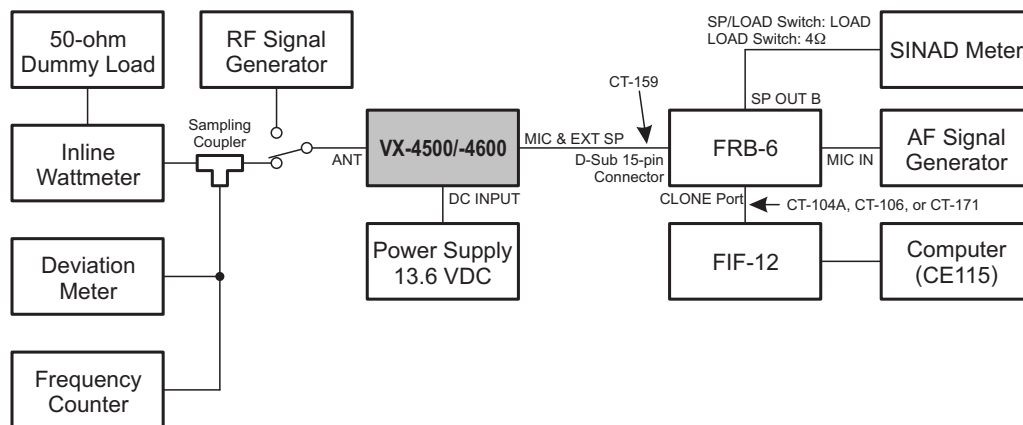 50-ohm
Dummy Load
RF Signal
Generator
SP/LOAD Switch: LOAD
LOAD Switch: 4Ω
SINAD Meter
CT-159
SP OUT B
Sampling
Coupler
Inline
Wattmeter
ANT
VX-4500/-4600
MIC & EXT SP
D-Sub 15-pin
Connector
FRB-6
MIC IN
AF Signal
Generator
DC INPUT
CLONE Port
CT-104A, CT-106, or CT-171
Deviation
Meter
Power Supply
13.6 VDC
FIF-12
Computer
(CE115)
Frequency
Counter